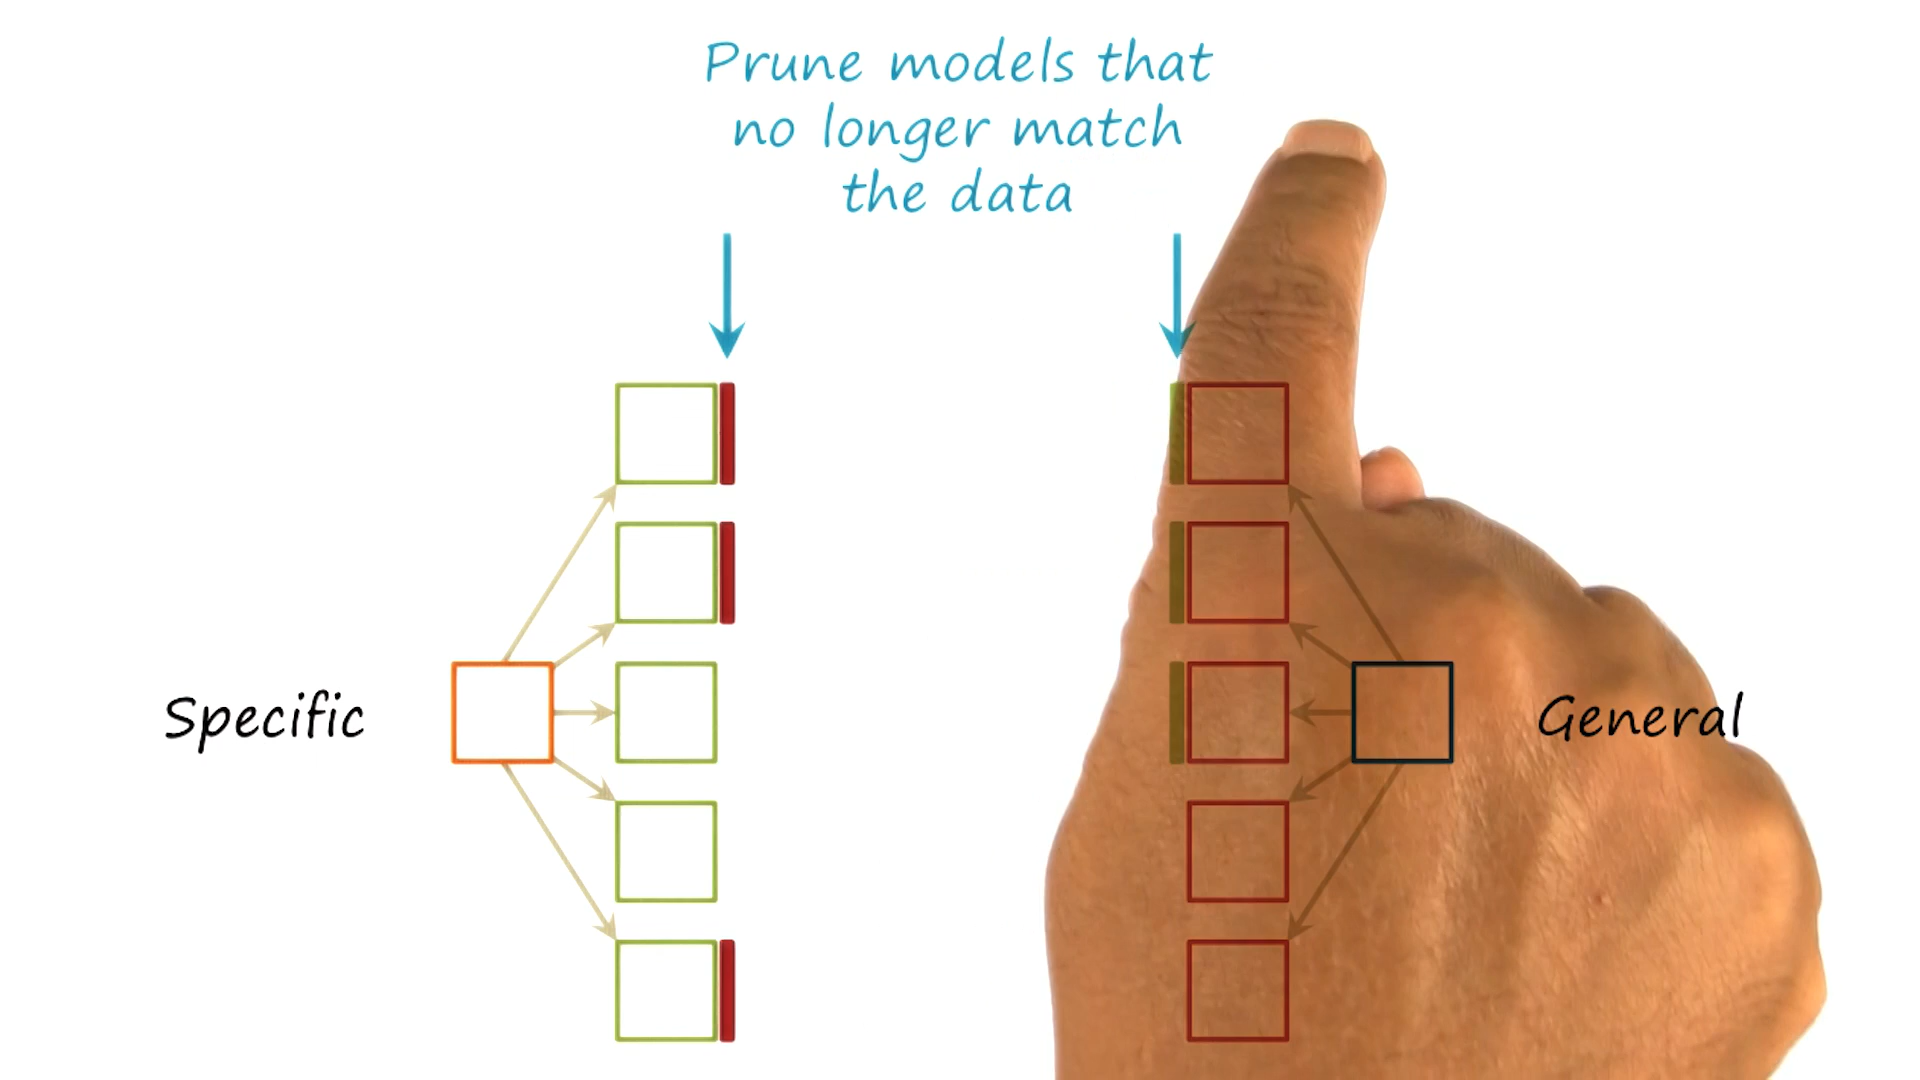 Prune models that
no longer match
the data
Specific
General